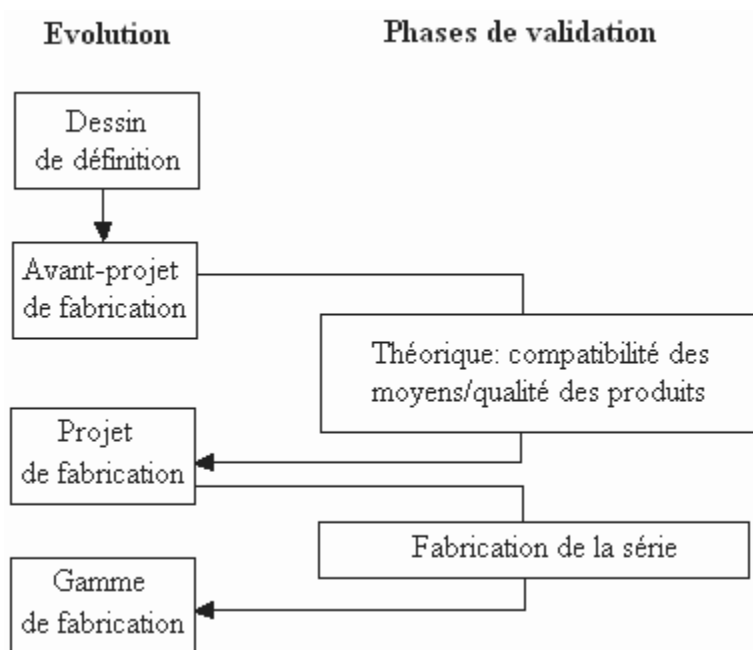 Evolution
Phases de validation
Dessin
de définition
Avant-projet
de fabrication
Théorique: compatibilité des
moyens/qualité des produits
Projet
de fabrication
Fabrication de la série
Gamme
de fabrication